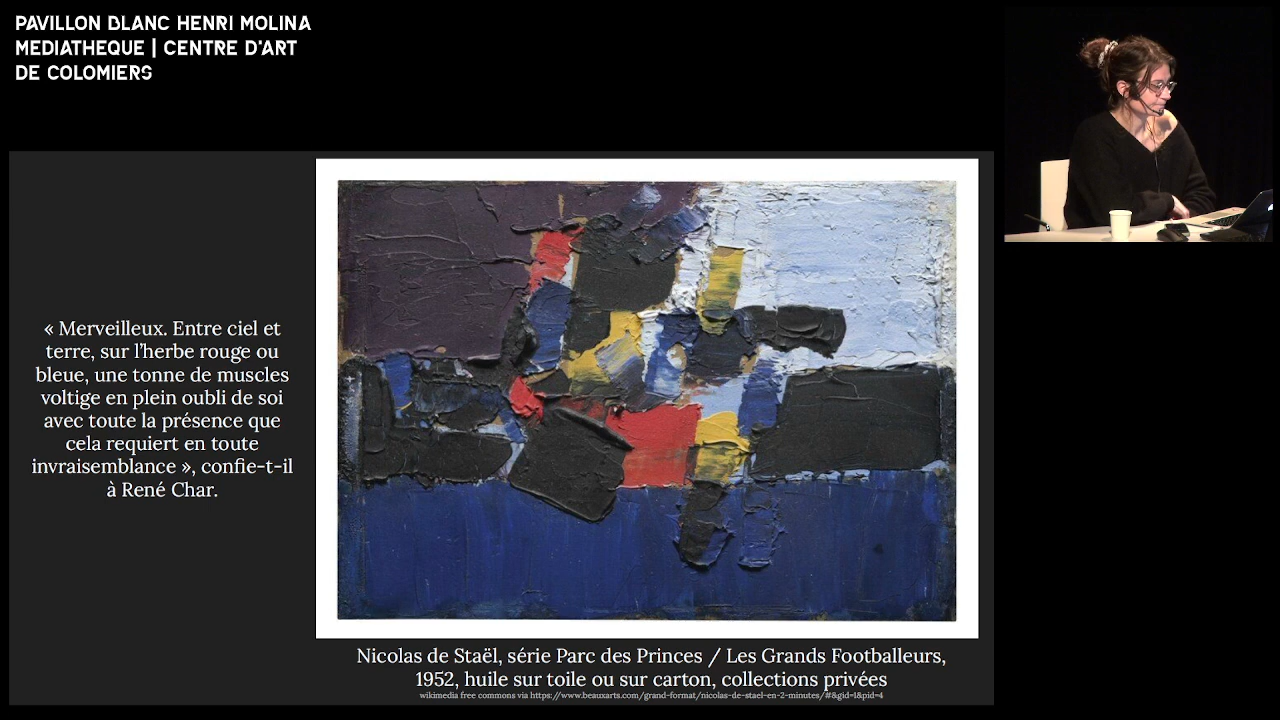 PAVILLON BLANC HENRI MOLINA
MEDIATHEQUE | CENTRE D'ART
DE COLOMIERS
« Merveilleux. Entre ciel et
terre, sur l'herbe rouge ou
bleue, une tonne de muscles
voltige en plein oubli de soi
avec toute la présence que
cela requiert en toute
invraisemblance », confie-t-il
à René Char.
Nicolas de Staël, série Parc des Princes / Les Grands Footballeurs,
1952, huile sur toile ou sur carton, collections privées
wikimedia free commons via https://www.beauxarts.com/grand-format/nicolas-de-stael-en-2-minutes/#&gid=1&pid=4